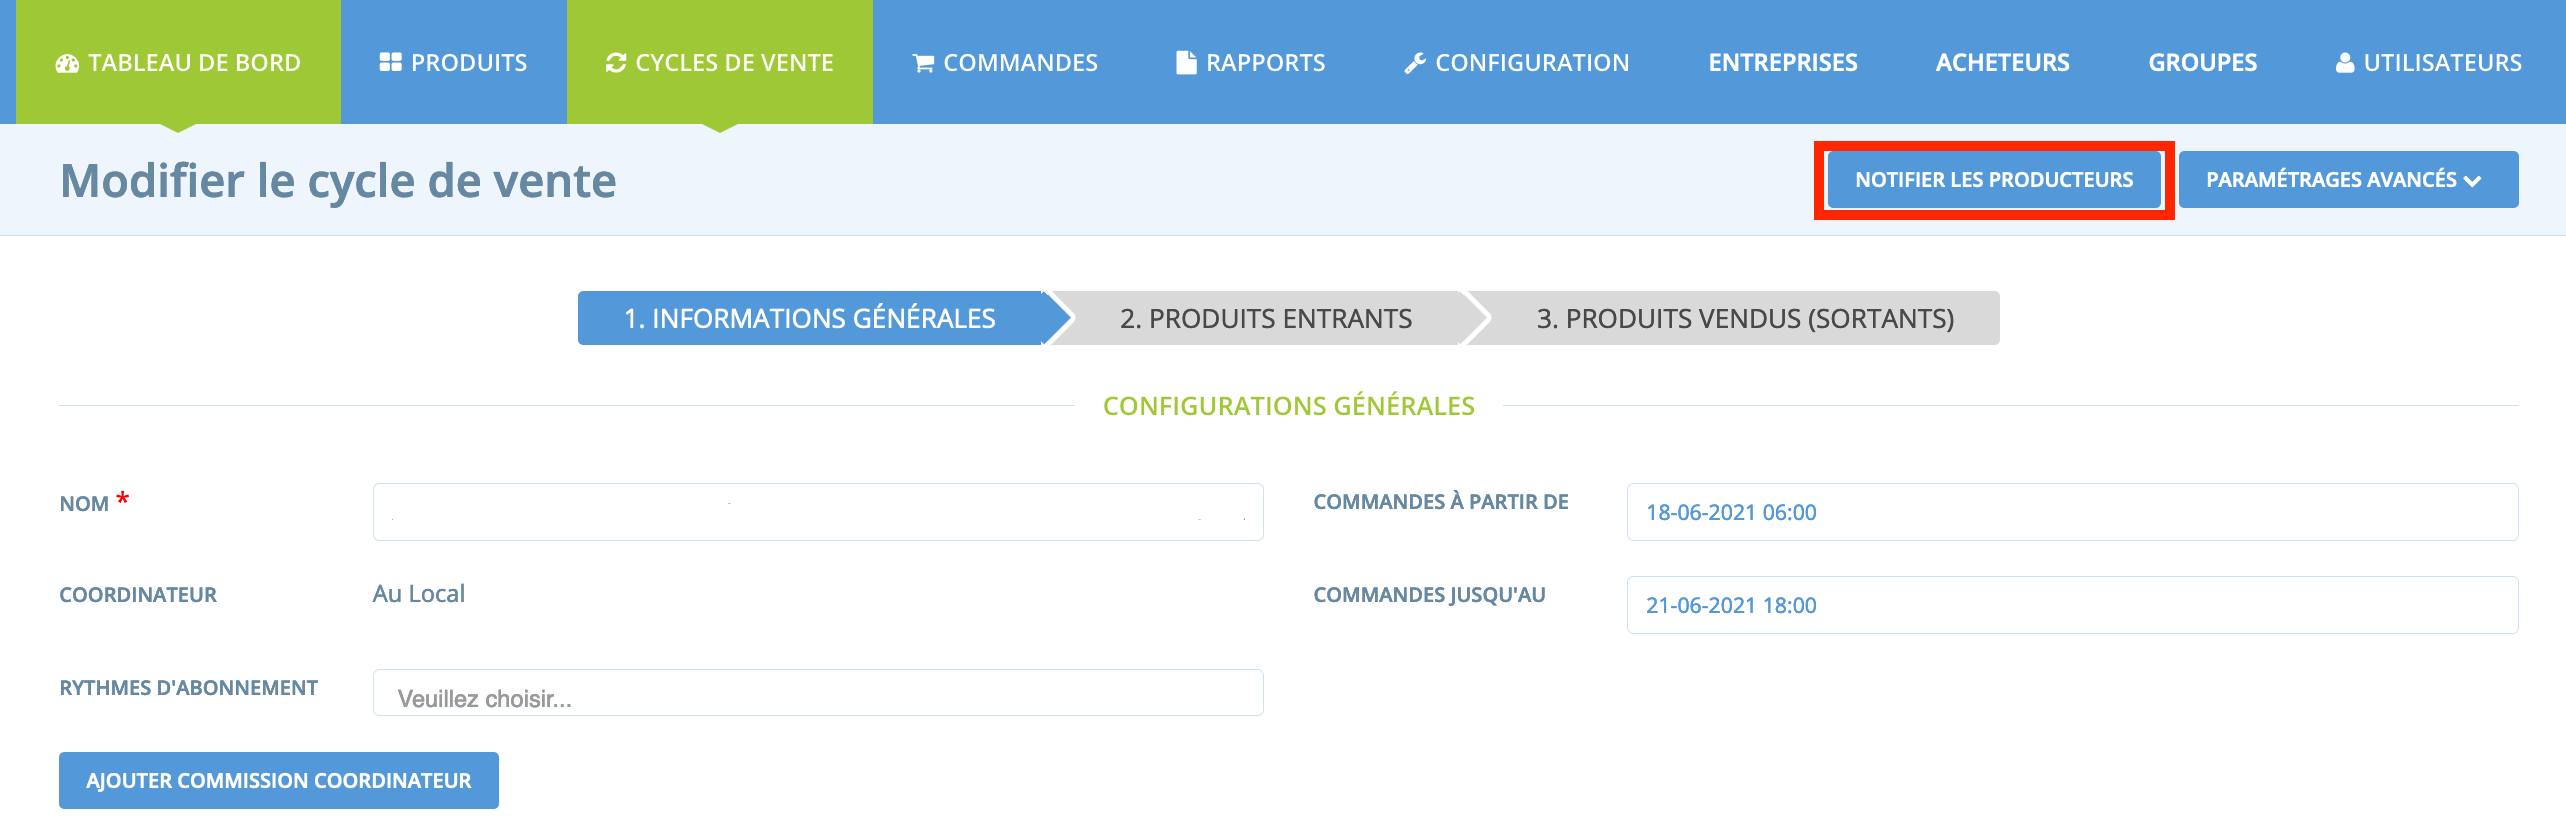 TABLEAU DE BORD PRODUITS CYCLES DE VENTE COMMANDES RAPPORTS CONFIGURATION ENTREPRISES ACHETEURS GROUPES UTILISATEURS
Modifier le cycle de vente NOTIFIER LES PRODUCTEURS PARAMÉTRAGES AVANCÉS
1. INFORMATIONS GÉNÉRALES 2. PRODUITS ENTRANTS 3. PRODUITS VENDUS (SORTANTS)
CONFIGURATIONS GÉNÉRALES
NOM * COMMANDES À PARTIR DE 18-06-2021 06:00
COORDINATEUR Au Local COMMANDES JUSQU'AU 21-06-2021 18:00
RYTHMES D'ABONNEMENT Veuillez choisir...
AJOUTER COMMISSION COORDINATEUR